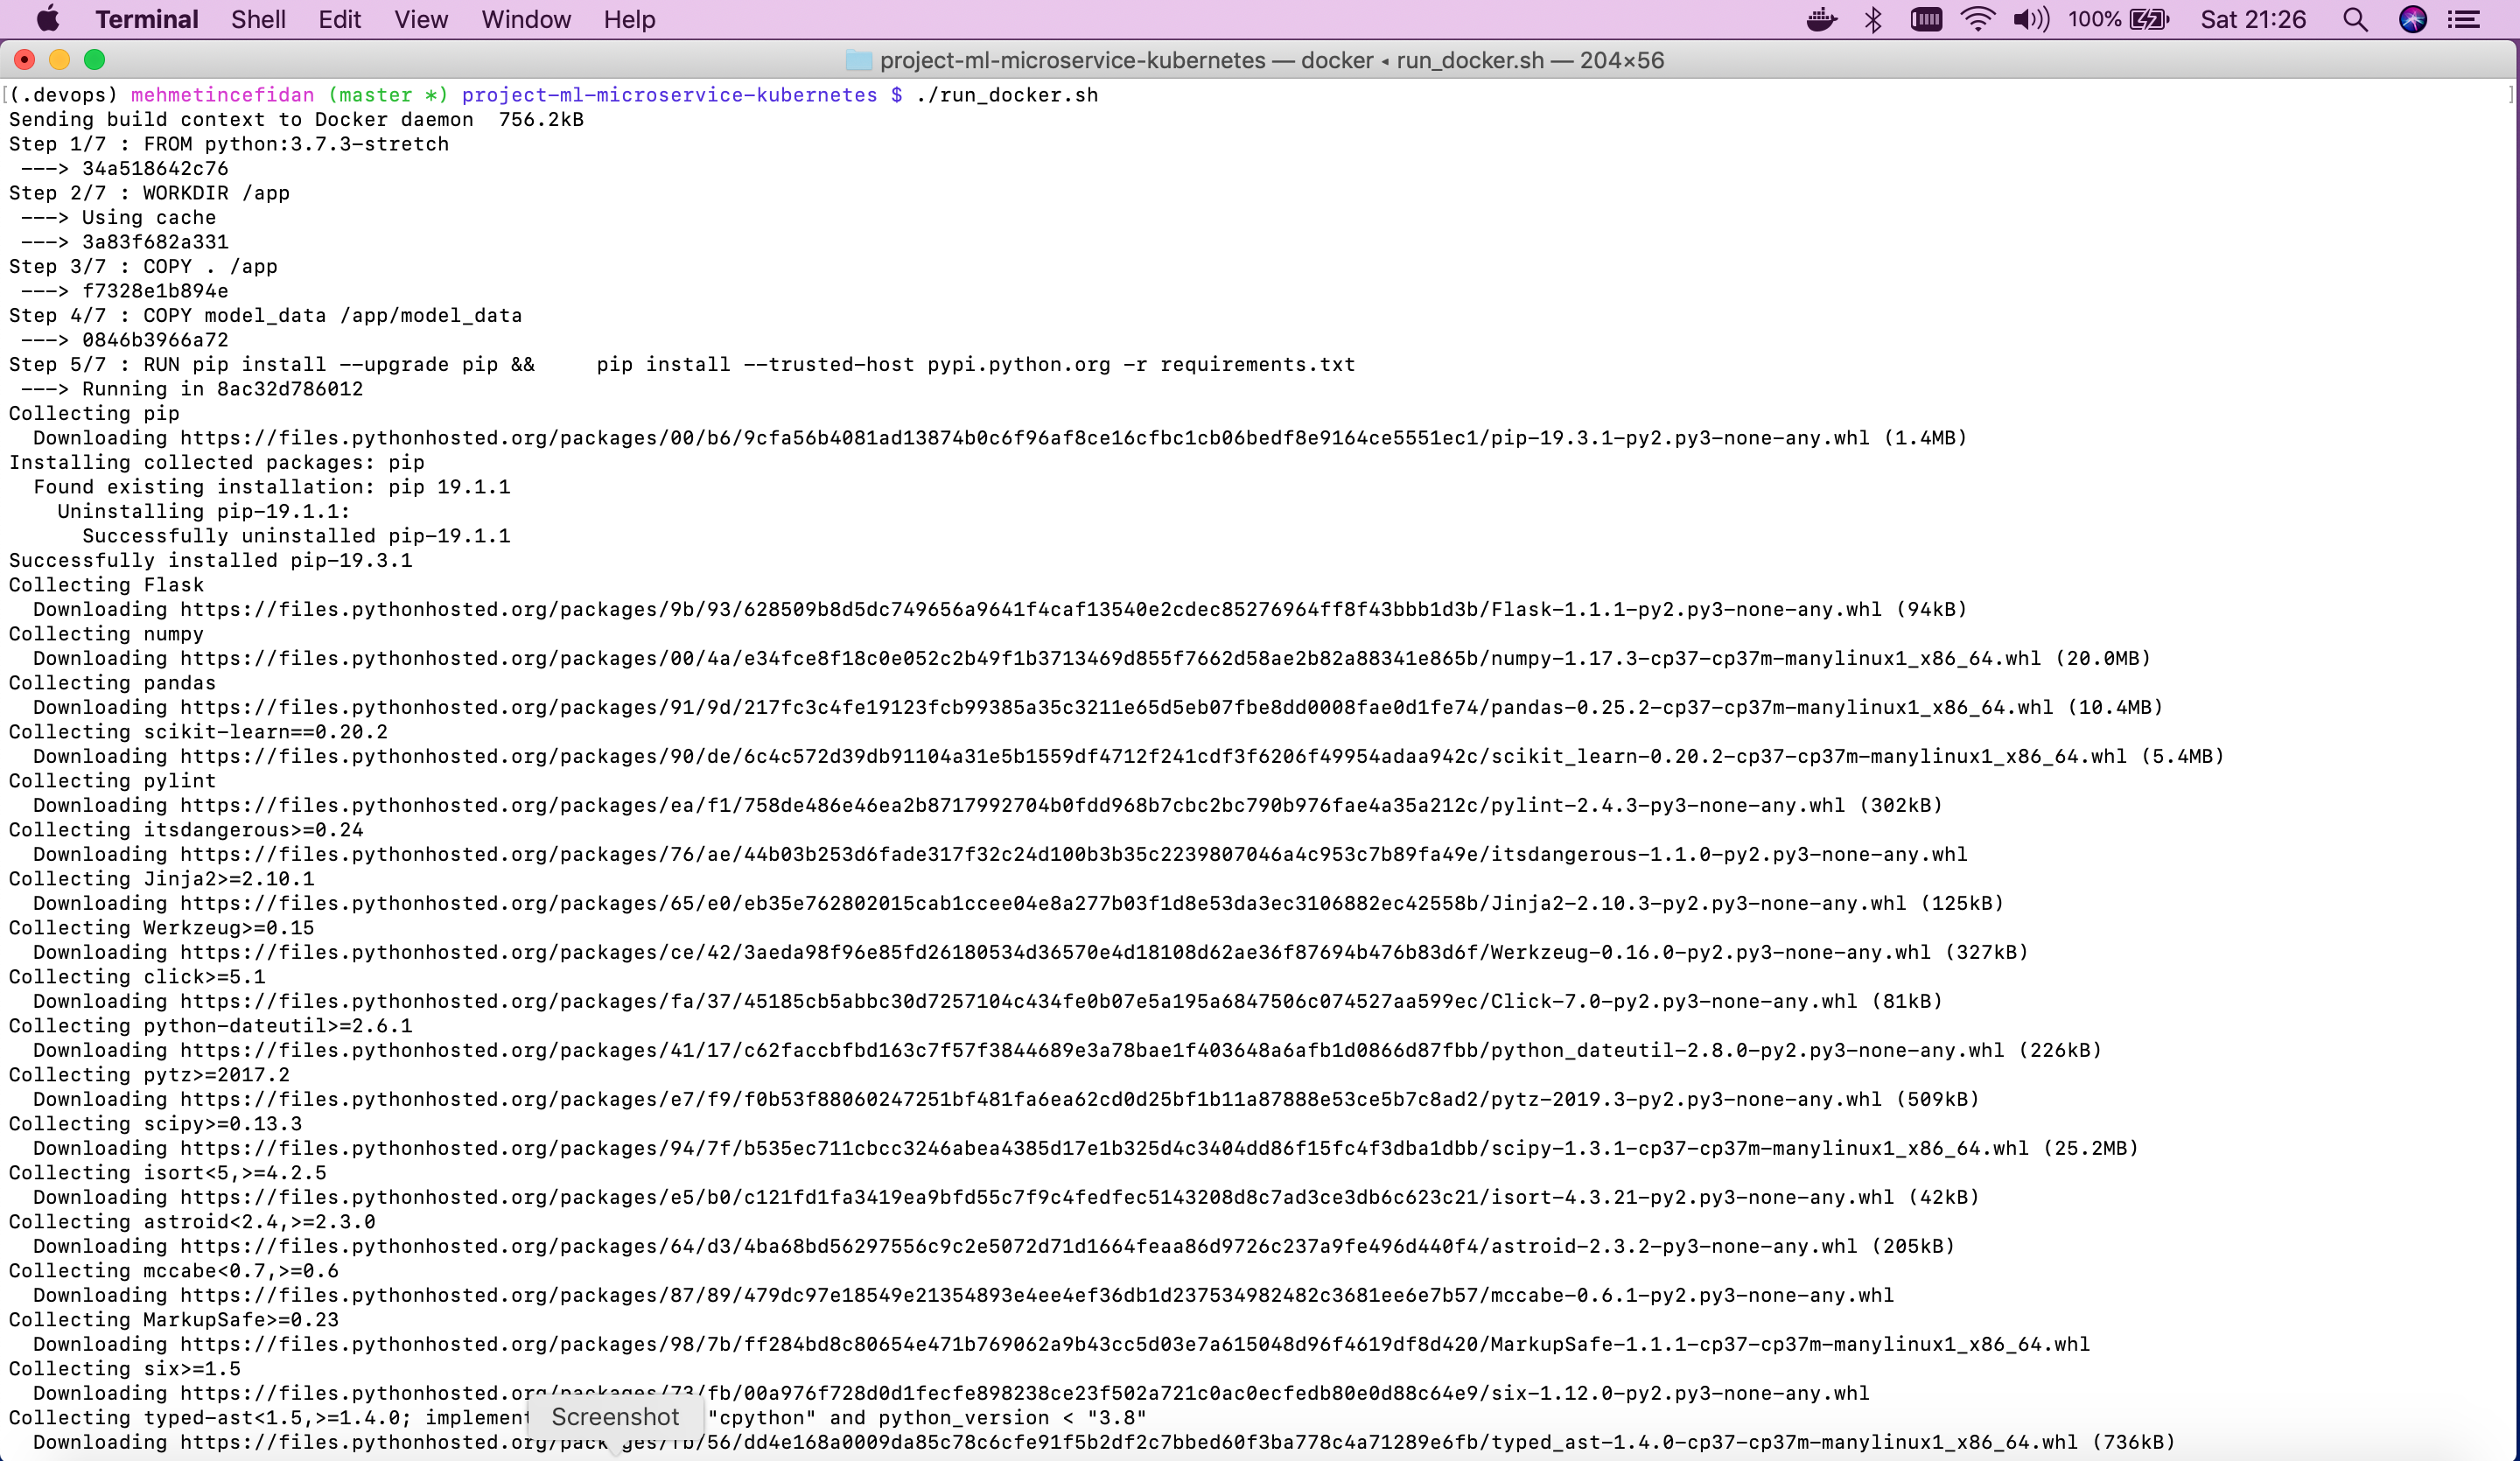 Terminal Shell Edit View Window Help 100% Sat 21:26
project-ml-microservice-kubernetes — docker ◂ run_docker.sh — 204×56
[(.devops) mehmetincefidan (master *) project-ml-microservice-kubernetes $ ./run_docker.sh ]
Sending build context to Docker daemon  756.2kB
Step 1/7 : FROM python:3.7.3-stretch
 ---> 34a518642c76
Step 2/7 : WORKDIR /app
 ---> Using cache
 ---> 3a83f682a331
Step 3/7 : COPY . /app
 ---> f7328e1b894e
Step 4/7 : COPY model_data /app/model_data
 ---> 0846b3966a72
Step 5/7 : RUN pip install --upgrade pip &&     pip install --trusted-host pypi.python.org -r requirements.txt
 ---> Running in 8ac32d786012
Collecting pip
  Downloading https://files.pythonhosted.org/packages/00/b6/9cfa56b4081ad13874b0c6f96af8ce16cfbc1cb06bedf8e9164ce5551ec1/pip-19.3.1-py2.py3-none-any.whl (1.4MB)
Installing collected packages: pip
  Found existing installation: pip 19.1.1
    Uninstalling pip-19.1.1:
      Successfully uninstalled pip-19.1.1
Successfully installed pip-19.3.1
Collecting Flask
  Downloading https://files.pythonhosted.org/packages/9b/93/628509b8d5dc749656a9641f4caf13540e2cdec85276964ff8f43bbb1d3b/Flask-1.1.1-py2.py3-none-any.whl (94kB)
Collecting numpy
  Downloading https://files.pythonhosted.org/packages/00/4a/e34fce8f18c0e052c2b49f1b3713469d855f7662d58ae2b82a88341e865b/numpy-1.17.3-cp37-cp37m-manylinux1_x86_64.whl (20.0MB)
Collecting pandas
  Downloading https://files.pythonhosted.org/packages/91/9d/217fc3c4fe19123fcb99385a35c3211e65d5eb07fbe8dd0008fae0d1fe74/pandas-0.25.2-cp37-cp37m-manylinux1_x86_64.whl (10.4MB)
Collecting scikit-learn==0.20.2
  Downloading https://files.pythonhosted.org/packages/90/de/6c4c572d39db91104a31e5b1559df4712f241cdf3f6206f49954adaa942c/scikit_learn-0.20.2-cp37-cp37m-manylinux1_x86_64.whl (5.4MB)
Collecting pylint
  Downloading https://files.pythonhosted.org/packages/ea/f1/758de486e46ea2b8717992704b0fdd968b7cbc2bc790b976fae4a35a212c/pylint-2.4.3-py3-none-any.whl (302kB)
Collecting itsdangerous>=0.24
  Downloading https://files.pythonhosted.org/packages/76/ae/44b03b253d6fade317f32c24d100b3b35c2239807046a4c953c7b89fa49e/itsdangerous-1.1.0-py2.py3-none-any.whl
Collecting Jinja2>=2.10.1
  Downloading https://files.pythonhosted.org/packages/65/e0/eb35e762802015cab1ccee04e8a277b03f1d8e53da3ec3106882ec42558b/Jinja2-2.10.3-py2.py3-none-any.whl (125kB)
Collecting Werkzeug>=0.15
  Downloading https://files.pythonhosted.org/packages/ce/42/3aeda98f96e85fd26180534d36570e4d18108d62ae36f87694b476b83d6f/Werkzeug-0.16.0-py2.py3-none-any.whl (327kB)
Collecting click>=5.1
  Downloading https://files.pythonhosted.org/packages/fa/37/45185cb5abbc30d7257104c434fe0b07e5a195a6847506c074527aa599ec/Click-7.0-py2.py3-none-any.whl (81kB)
Collecting python-dateutil>=2.6.1
  Downloading https://files.pythonhosted.org/packages/41/17/c62faccbfbd163c7f57f3844689e3a78bae1f403648a6afb1d0866d87fbb/python_dateutil-2.8.0-py2.py3-none-any.whl (226kB)
Collecting pytz>=2017.2
  Downloading https://files.pythonhosted.org/packages/e7/f9/f0b53f88060247251bf481fa6ea62cd0d25bf1b11a87888e53ce5b7c8ad2/pytz-2019.3-py2.py3-none-any.whl (509kB)
Collecting scipy>=0.13.3
  Downloading https://files.pythonhosted.org/packages/94/7f/b535ec711cbcc3246abea4385d17e1b325d4c3404dd86f15fc4f3dba1dbb/scipy-1.3.1-cp37-cp37m-manylinux1_x86_64.whl (25.2MB)
Collecting isort<5,>=4.2.5
  Downloading https://files.pythonhosted.org/packages/e5/b0/c121fd1fa3419ea9bfd55c7f9c4fedfec5143208d8c7ad3ce3db6c623c21/isort-4.3.21-py2.py3-none-any.whl (42kB)
Collecting astroid<2.4,>=2.3.0
  Downloading https://files.pythonhosted.org/packages/64/d3/4ba68bd56297556c9c2e5072d71d1664feaa86d9726c237a9fe496d440f4/astroid-2.3.2-py3-none-any.whl (205kB)
Collecting mccabe<0.7,>=0.6
  Downloading https://files.pythonhosted.org/packages/87/89/479dc97e18549e21354893e4ee4ef36db1d237534982482c3681ee6e7b57/mccabe-0.6.1-py2.py3-none-any.whl
Collecting MarkupSafe>=0.23
  Downloading https://files.pythonhosted.org/packages/98/7b/ff284bd8c80654e471b769062a9b43cc5d03e7a615048d96f4619df8d420/MarkupSafe-1.1.1-cp37-cp37m-manylinux1_x86_64.whl
Collecting six>=1.5
  Downloading https://files.pythonhosted.org/packages/73/fb/00a976f728d0d1fecfe898238ce23f502a721c0ac0ecfedb80e0d88c64e9/six-1.12.0-py2.py3-none-any.whl
Collecting typed-ast<1.5,>=1.4.0; implement Screenshot "cpython" and python_version < "3.8"
  Downloading https://files.pythonhosted.org/packages/fb/56/dd4e168a0009da85c78c6cfe91f5b2df2c7bbed60f3ba778c4a71289e6fb/typed_ast-1.4.0-cp37-cp37m-manylinux1_x86_64.whl (736kB)